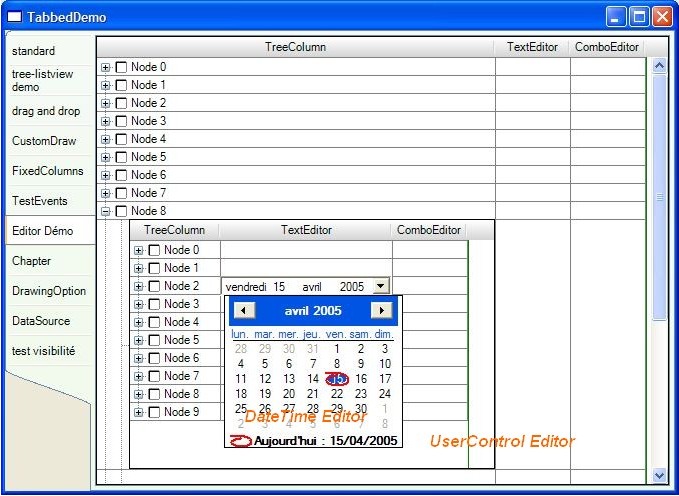 TabbedDemo
standard
tree-listview
demo
drag and drop
CustomDraw
FixedColumns
TestEvents
Editor Démo
Chapter
DrawingOption
DataSource
test visibilité
TreeColumn TextEditor ComboEditor
Node 0
Node 1
Node 2
Node 3
Node 4
Node 5
Node 6
Node 7
Node 8
TreeColumn TextEditor ComboEditor
Node 0
Node 1
Node 2 vendredi 15 avril 2005
Node 3
Node 4
Node 5
Node 6
Node 7
Node 8
Node 9
avril 2005
lun. mar. mer. jeu. ven. sam. dim.
28 29 30 31 1 2 3
4 5 6 7 8 9 10
11 12 13 14 15 16 17
18 19 20 21 22 23 24
25 26 27 28 29 30 1
2 3 4 5 6 7 8
DateTime Editor
Aujourd'hui : 15/04/2005
UserControl Editor